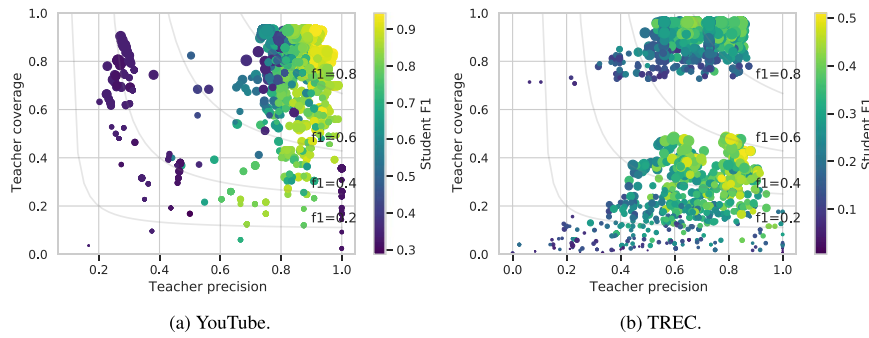 1.0
0.8
0.6
0.4
0.2
0.0
Teacher coverage
0.2
0.4
0.6
0.8
1.0
Teacher precision
f1=0.8
f1=0.6
f1=0.4
f1=0.2
0.9
0.8
0.7
0.6
0.5
0.4
0.3
Student F1
(a) YouTube.
1.0
0.8
0.6
0.4
0.2
0.0
Teacher coverage
0.0
0.2
0.4
0.6
0.8
1.0
Teacher precision
f1=0.8
f1=0.6
f1=0.4
f1=0.2
0.5
0.4
0.3
0.2
0.1
Student F1
(b) TREC.